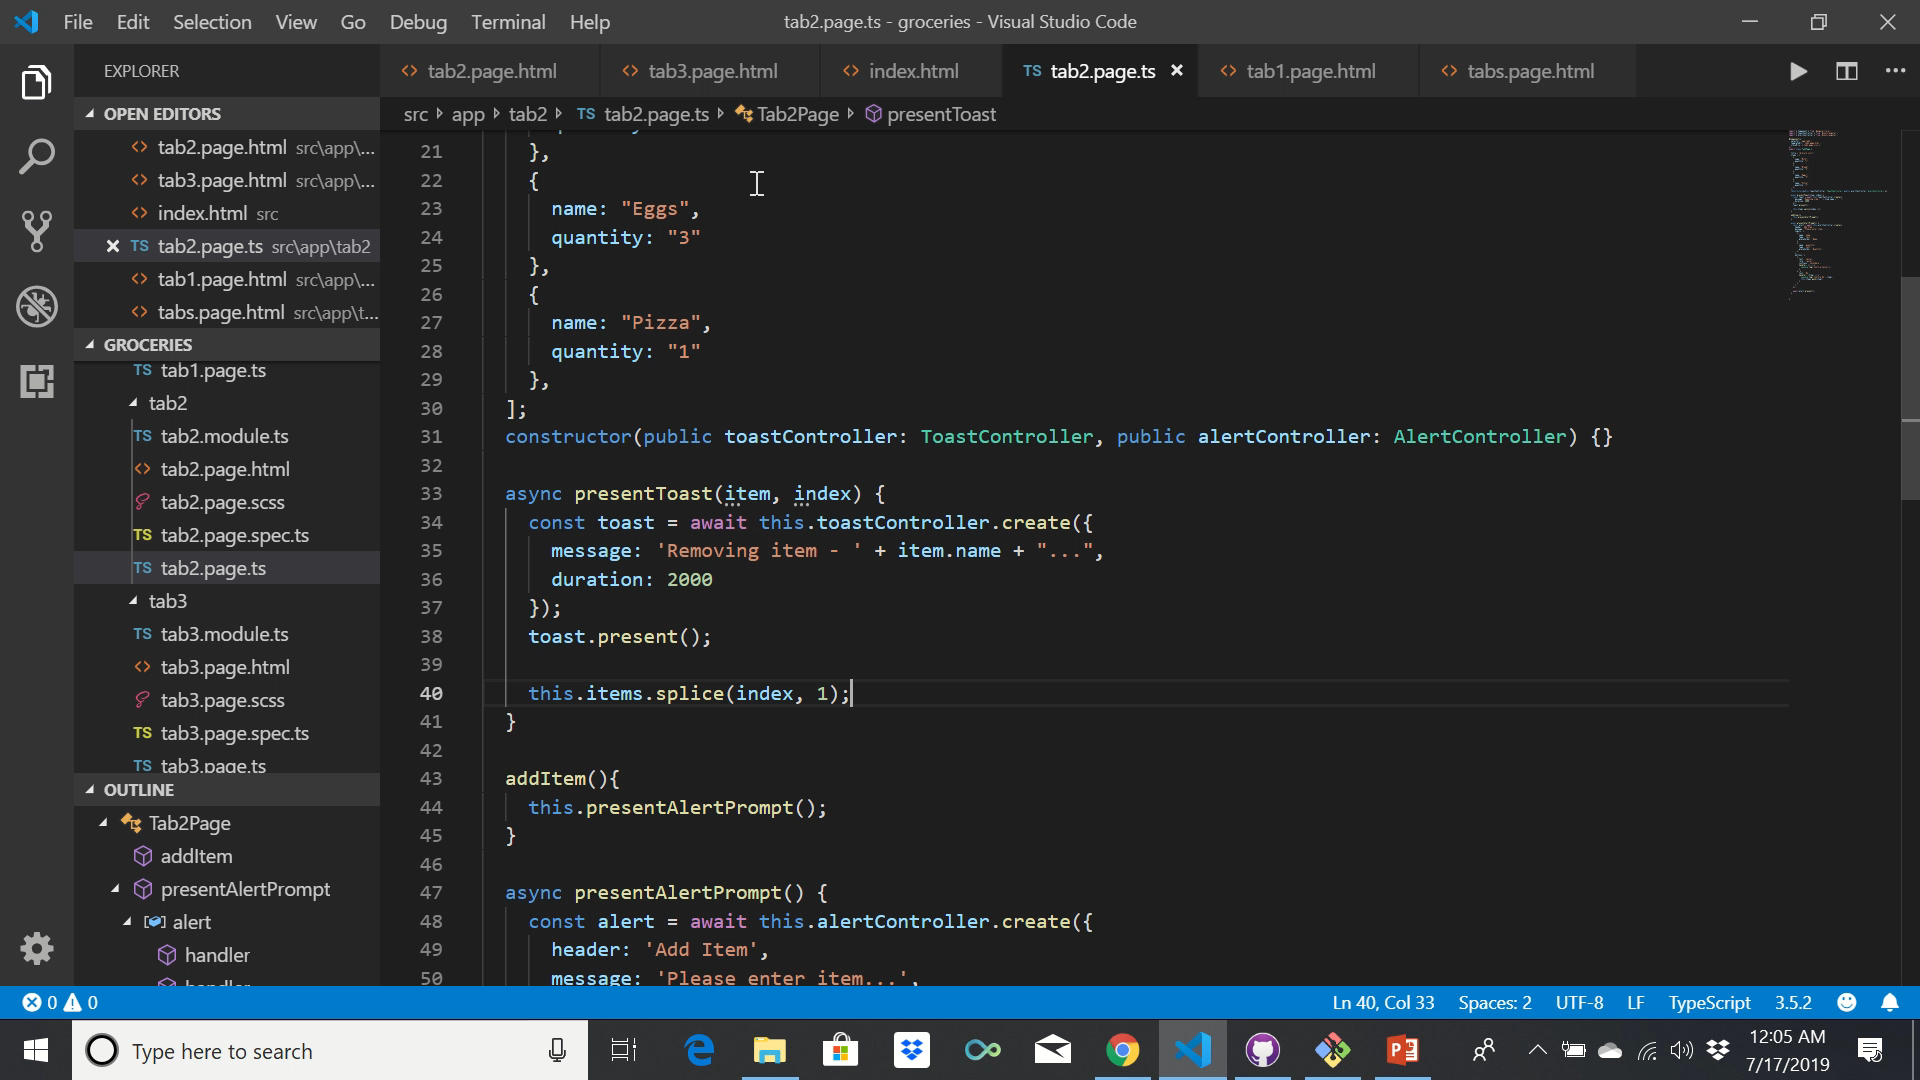 File Edit Selection View Go Debug Terminal Help
tab2.page.ts - groceries - Visual Studio Code
EXPLORER
OPEN EDITORS
tab2.page.html src\app\...
tab3.page.html src\app\...
index.html src
TS tab2.page.ts src\app\tab2
tab1.page.html src\app\...
tabs.page.html src\app\t...
GROCERIES
TS tab1.page.ts
tab2
TS tab2.module.ts
tab2.page.html
tab2.page.scss
TS tab2.page.spec.ts
TS tab2.page.ts
tab3
TS tab3.module.ts
tab3.page.html
tab3.page.scss
TS tab3.page.spec.ts
TS tab3.page.ts
OUTLINE
Tab2Page
addItem
presentAlertPrompt
alert
handler
handler
tab2.page.html tab3.page.html index.html TS tab2.page.ts tab1.page.html tabs.page.html
src app tab2 TS tab2.page.ts Tab2Page presentToast
21 },
22 {
23 name: "Eggs",
24 quantity: "3"
25 },
26 {
27 name: "Pizza",
28 quantity: "1"
29 },
30 ];
31 constructor(public toastController: ToastController, public alertController: AlertController) {}
32
33 async presentToast(item, index) {
34 const toast = await this.toastController.create({
35 message: 'Removing item - ' + item.name + "...",
36 duration: 2000
37 });
38 toast.present();
39
40 this.items.splice(index, 1);
41 }
42
43 addItem(){
44 this.presentAlertPrompt();
45 }
46
47 async presentAlertPrompt() {
48 const alert = await this.alertController.create({
49 header: 'Add Item',
50 message: 'Please enter item...',
0 0
Ln 40, Col 33 Spaces: 2 UTF-8 LF TypeScript 3.5.2
Type here to search
12:05 AM
7/17/2019